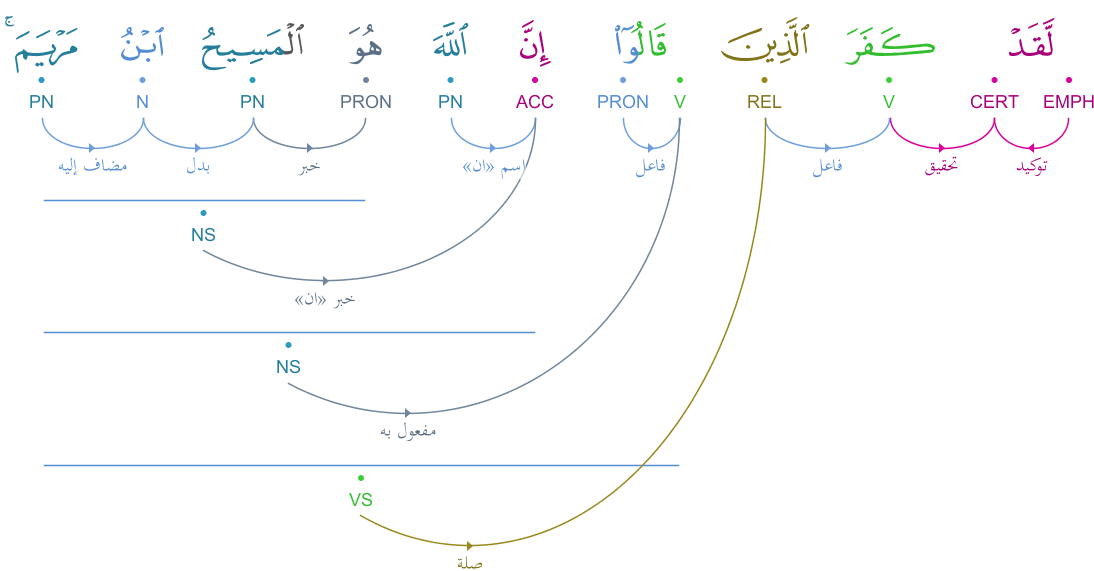 لَّقَدْ كَفَرَ ٱلَّذِينَ قَالُوٓا۟ إِنَّ ٱللَّهَ هُوَ ٱلْمَسِيحُ ٱبْنُ مَرْيَمَ ۚ
PN N PN PRON PN ACC PRON V REL V CERT EMPH
توكيد تحقيق فاعل فاعل اسم «ان» خبر بدل مضاف إليه
NS
خبر «ان»
NS
مفعول به
VS
صلة